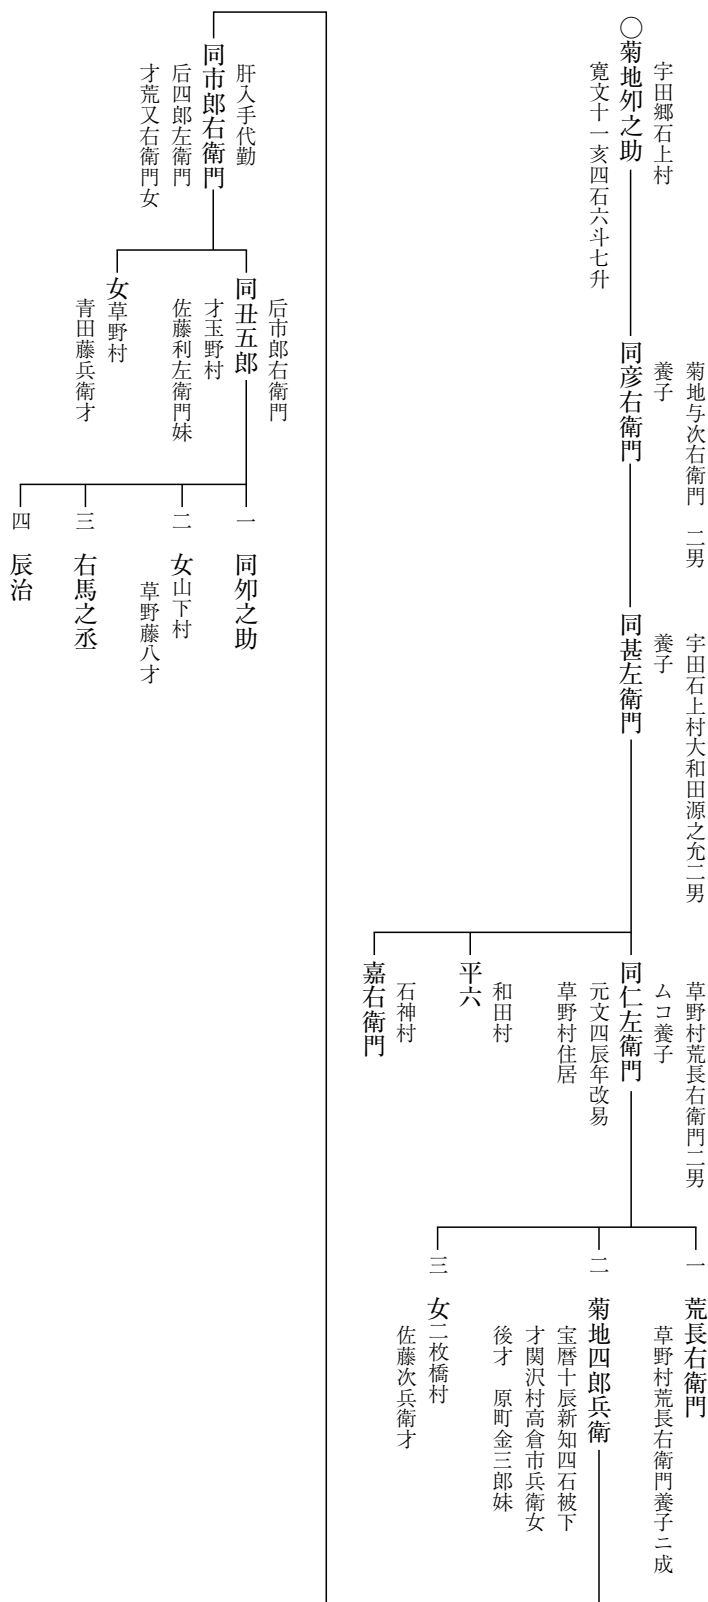 宇田郷石上村
○菊地夘之助
寛文十一亥四石六斗七升
菊地与次右衛門　二男
養子
同彦右衛門
宇田石上村大和田源之允二男
養子
同甚左衛門
草野村荒長右衛門二男
ムコ養子
同仁左衛門
元文四辰年改易
草野村住居
和田村
平六
石神村
嘉右衛門
一　荒長右衛門
草野村荒長右衛門養子ニ成
二　菊地四郎兵衛
宝暦十辰新知四石被下
才関沢村高倉市兵衛女
後才　原町金三郎妹
三　女二枚橋村
佐藤次兵衛才
肝入手代勤
同市郎右衛門
后四郎左衛門
才荒又右衛門女
后市郎右衛門
同丑五郎
才玉野村
佐藤利左衛門妹
女草野村
青田藤兵衛才
一　同夘之助
二　女山下村
草野藤八才
三　右馬之丞
四　辰治